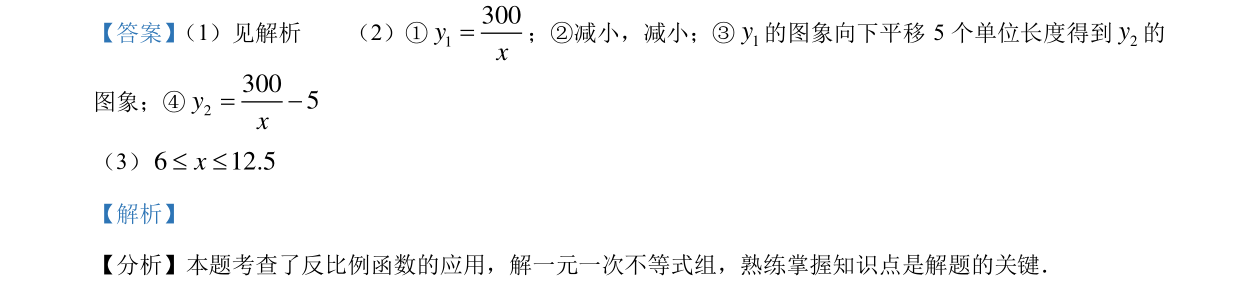 【答案】（1）见解析　　（2）① y₁ = 300/x；②减小，减小；③ y₁ 的图象向下平移 5 个单位长度得到 y₂ 的
图象；④ y₂ = 300/x − 5
（3）6 ≤ x ≤ 12.5
【解析】
【分析】本题考查了反比例函数的应用，解一元一次不等式组，熟练掌握知识点是解题的关键．